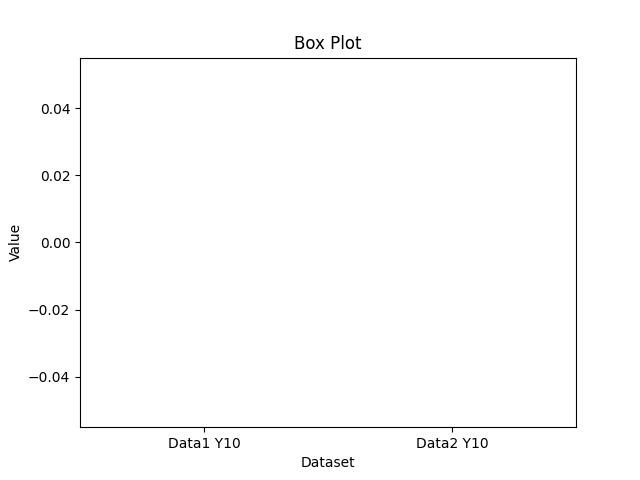 Box Plot
0.04
0.02
0.00
−0.02
−0.04
Value
Data1 Y10
Data2 Y10
Dataset